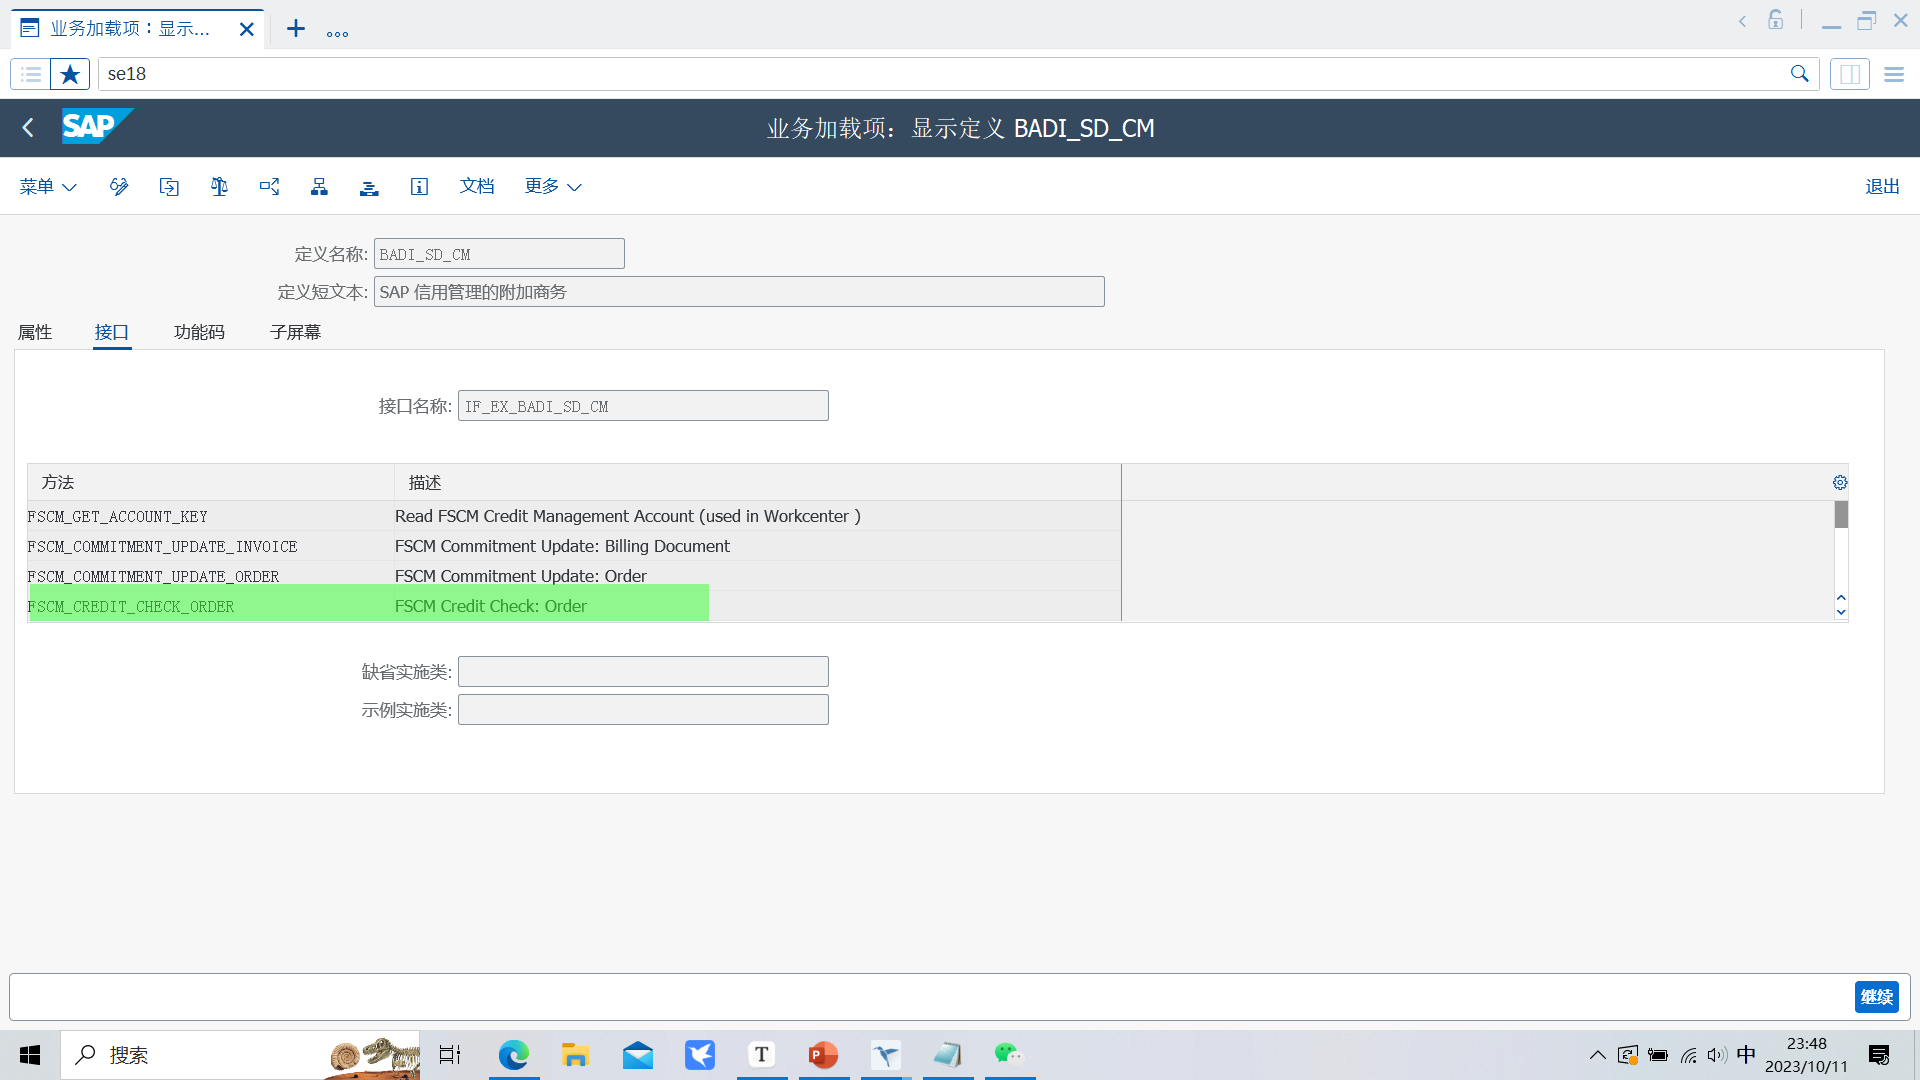 业务加载项：显示...
se18
SAP
业务加载项： 显示定义 BADI_SD_CM
菜单 文档 更多 退出
定义名称: BADI_SD_CM
定义短文本: SAP 信用管理的附加商务
属性 接口 功能码 子屏幕
接口名称: IF_EX_BADI_SD_CM
方法 描述
FSCM_GET_ACCOUNT_KEY Read FSCM Credit Management Account (used in Workcenter )
FSCM_COMMITMENT_UPDATE_INVOICE FSCM Commitment Update: Billing Document
FSCM_COMMITMENT_UPDATE_ORDER FSCM Commitment Update: Order
FSCM_CREDIT_CHECK_ORDER FSCM Credit Check: Order
缺省实施类:
示例实施类:
继续
搜索
T
P
中
23:48
2023/10/11